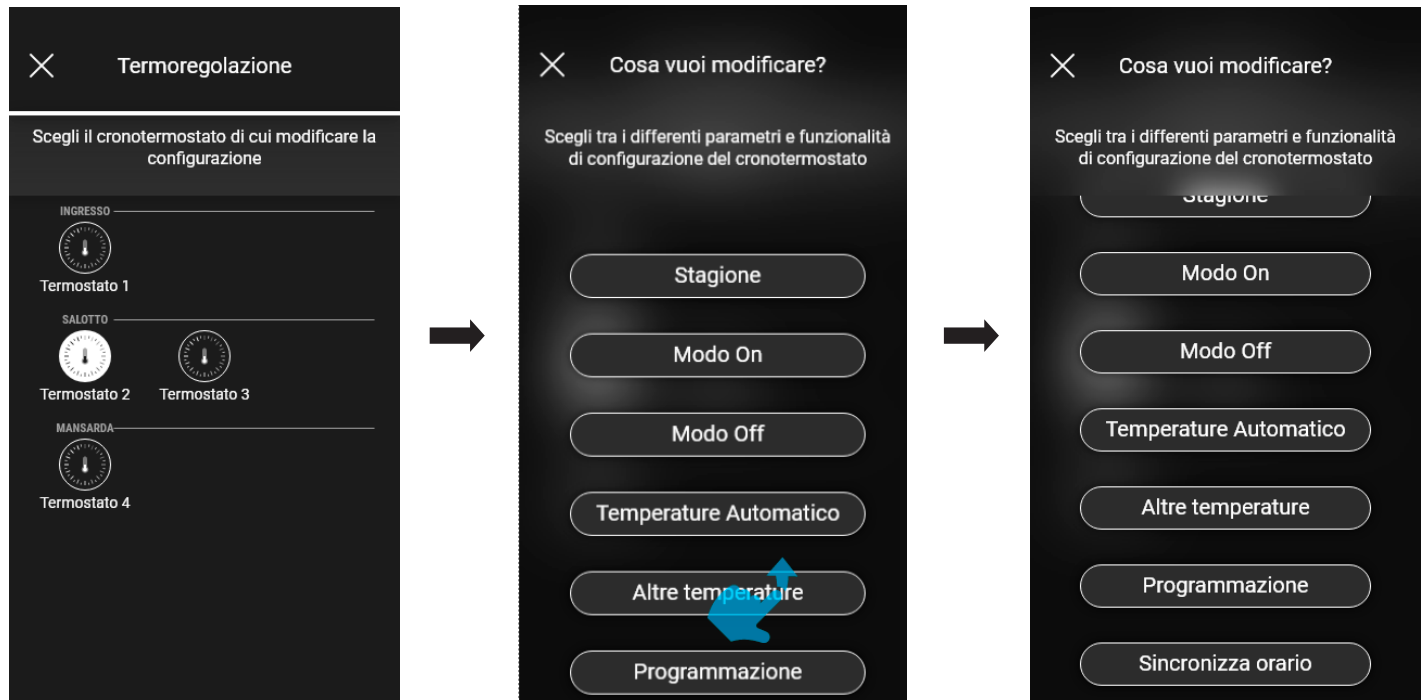 Termoregolazione
Scegli il cronotermostato di cui modificare la
configurazione
INGRESSO
Termostato 1
SALOTTO
Termostato 2
Termostato 3
MANSARDA
Termostato 4
Cosa vuoi modificare?
Scegli tra i differenti parametri e funzionalità
di configurazione del cronotermostato
Stagione
Modo On
Modo Off
Temperature Automatico
Altre temperature
Programmazione
Cosa vuoi modificare?
Scegli tra i differenti parametri e funzionalità
di configurazione del cronotermostato
Stagione
Modo On
Modo Off
Temperature Automatico
Altre temperature
Programmazione
Sincronizza orario